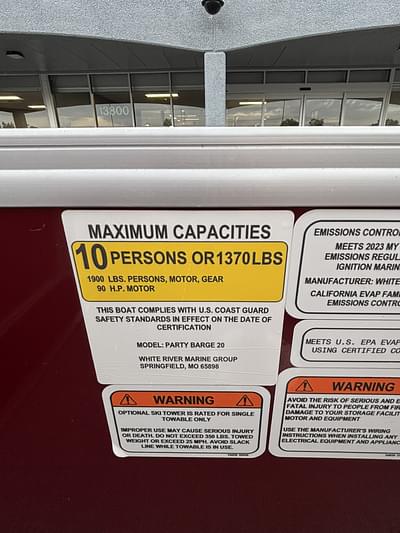 13800
MAXIMUM CAPACITIES
10 PERSONS OR 1370 LBS
1900 LBS. PERSONS, MOTOR, GEAR
90 H.P. MOTOR
THIS BOAT COMPLIES WITH U.S. COAST GUARD
SAFETY STANDARDS IN EFFECT ON THE DATE OF
CERTIFICATION
MODEL: PARTY BARGE 20
WHITE RIVER MARINE GROUP
SPRINGFIELD, MO 65898
WARNING
OPTIONAL SKI TOWER IS RATED FOR SINGLE
TOWABLE ONLY
IMPROPER USE MAY CAUSE SERIOUS INJURY
OR DEATH. DO NOT EXCEED 350 LBS. TOWED
WEIGHT OR EXCEED 25 MPH. AVOID SLACK
LINE WHILE TOWABLE IS IN USE.
EMISSIONS CONTRO
MEETS 2023 MY
EMISSIONS REGUL
IGNITION MARIN
MANUFACTURER: WHITE
CALIFORNIA EVAP FAMI
EMISSIONS CONTRO
MEETS U.S. EPA EVAP
USING CERTIFIED CO
WARNING
AVOID THE RISK OF SERIOUS AND E
FATAL INJURY TO PEOPLE FROM FIR
DAMAGE TO YOUR STORAGE FACILIT
MOTOR AND EQUIPMENT
USE THE MANUFACTURER'S WIRING
INSTRUCTIONS WHEN INSTALLING ANY
ELECTRICAL EQUIPMENT AND APPLIANC